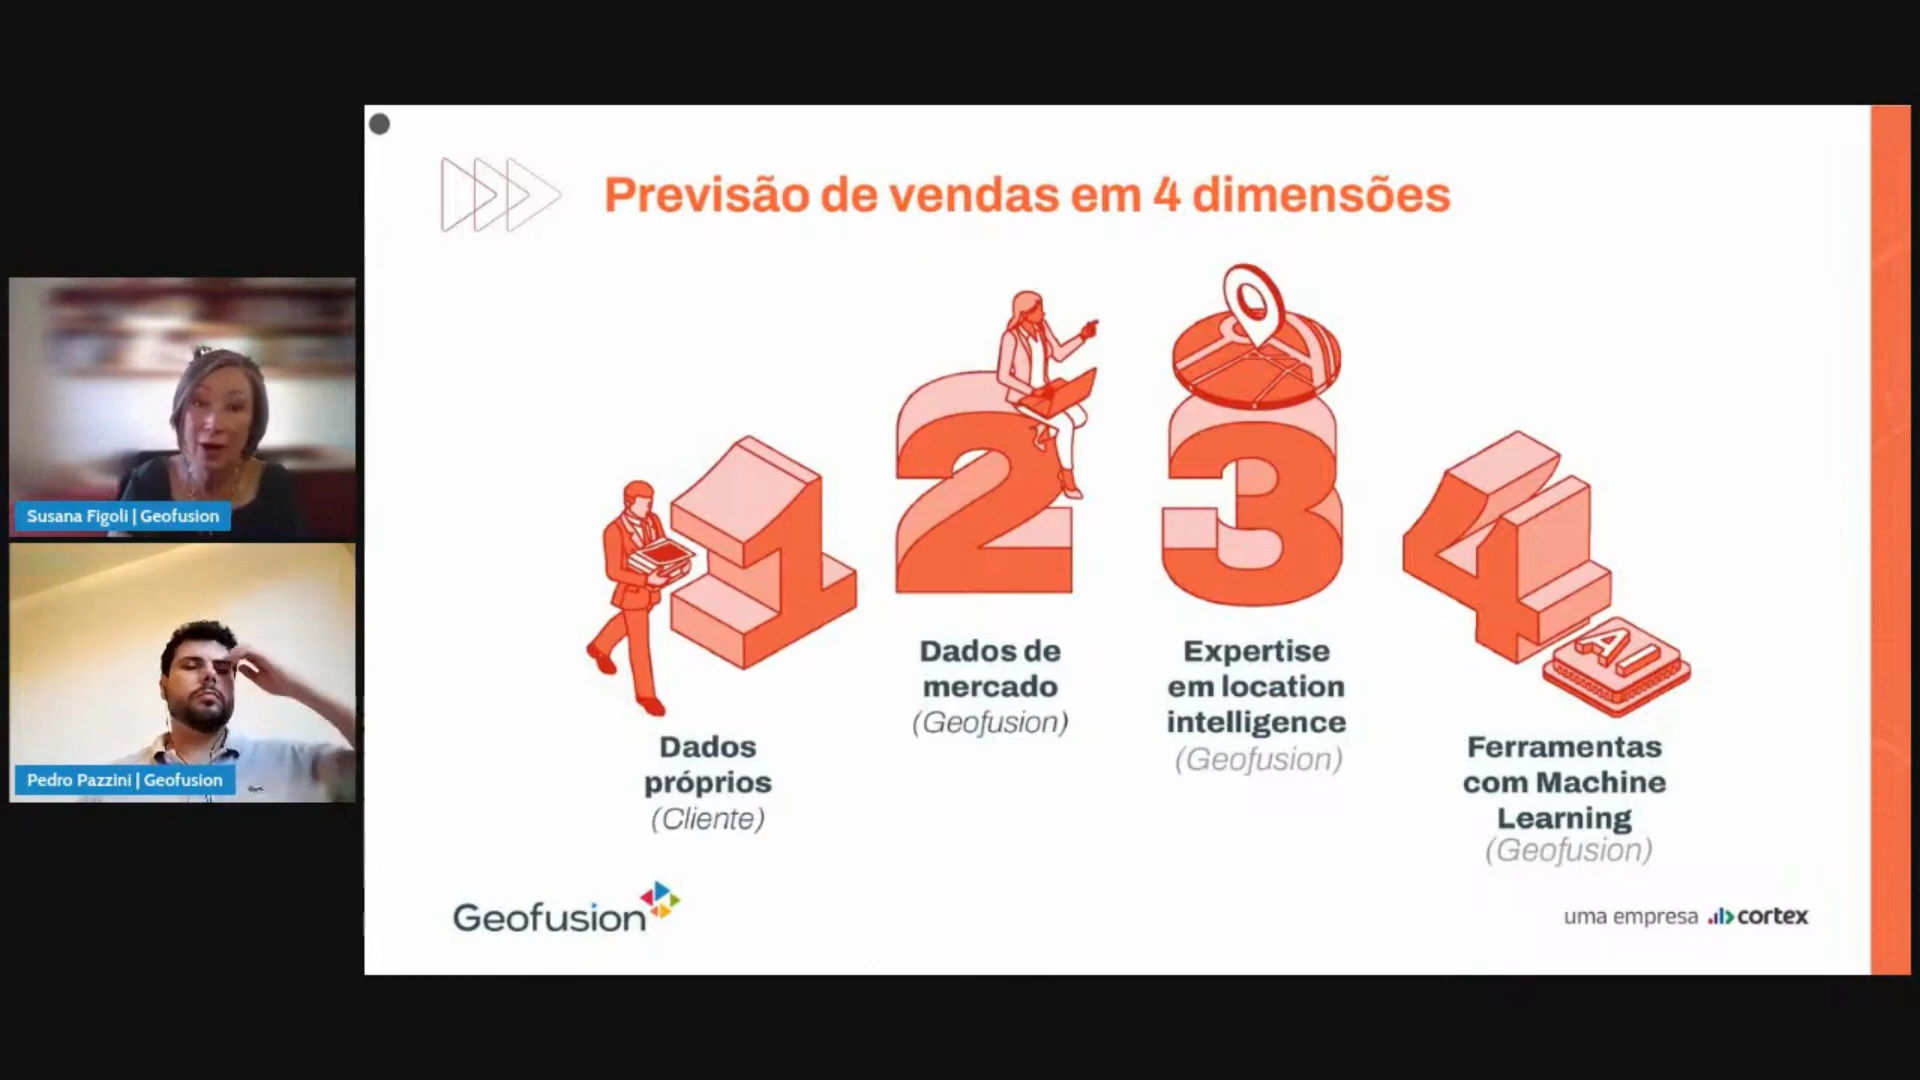 Previsão de vendas em 4 dimensões
1
2
3
4
AI
Dados
próprios
(Cliente)
Dados de
mercado
(Geofusion)
Expertise
em location
intelligence
(Geofusion)
Ferramentas
com Machine
Learning
(Geofusion)
Susana Figoli | Geofusion
Pedro Pazzini | Geofusion
Geofusion
uma empresa cortex